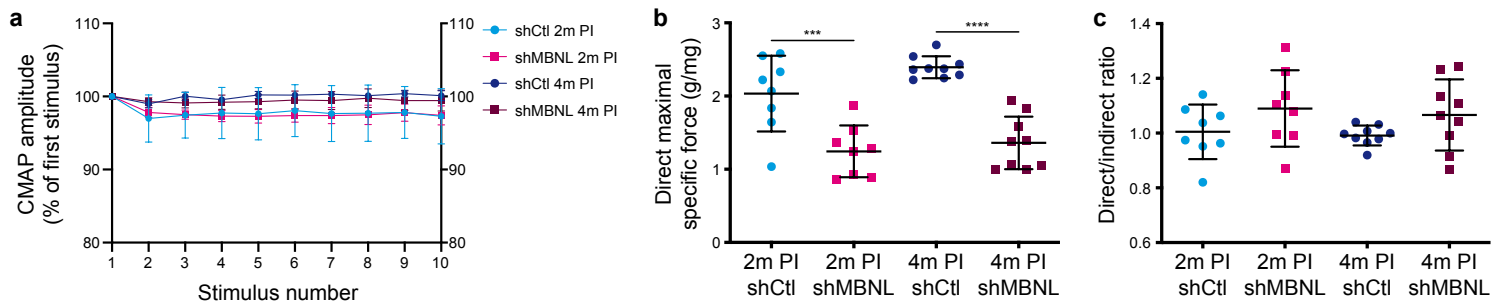 a
CMAP amplitude
(% of first stimulus)
110
100
90
80
110
100
90
80
1 2 3 4 5 6 7 8 9 10
Stimulus number
shCtl 2m PI
shMBNL 2m PI
shCtl 4m PI
shMBNL 4m PI
b
Direct maximal
specific force (g/mg)
3
2
1
0
***
****
2m PI 2m PI 4m PI 4m PI
shCtl shMBNL shCtl shMBNL
c
Direct/indirect ratio
1.4
1.2
1.0
0.8
0.6
2m PI 2m PI 4m PI 4m PI
shCtl shMBNL shCtl shMBNL